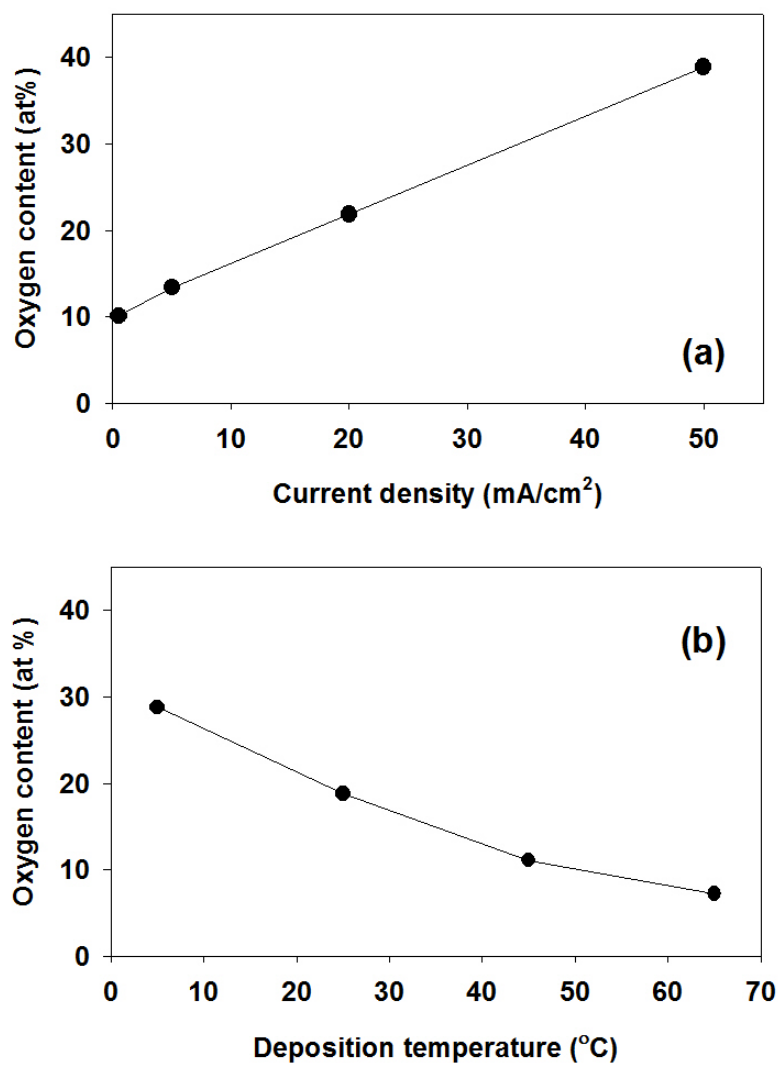 Oxygen content (at%)
40
30
20
10
0
(a)
0 10 20 30 40 50
Current density (mA/cm²)
Oxygen content (at %)
40
30
20
10
0
(b)
0 10 20 30 40 50 60 70
Deposition temperature (°C)